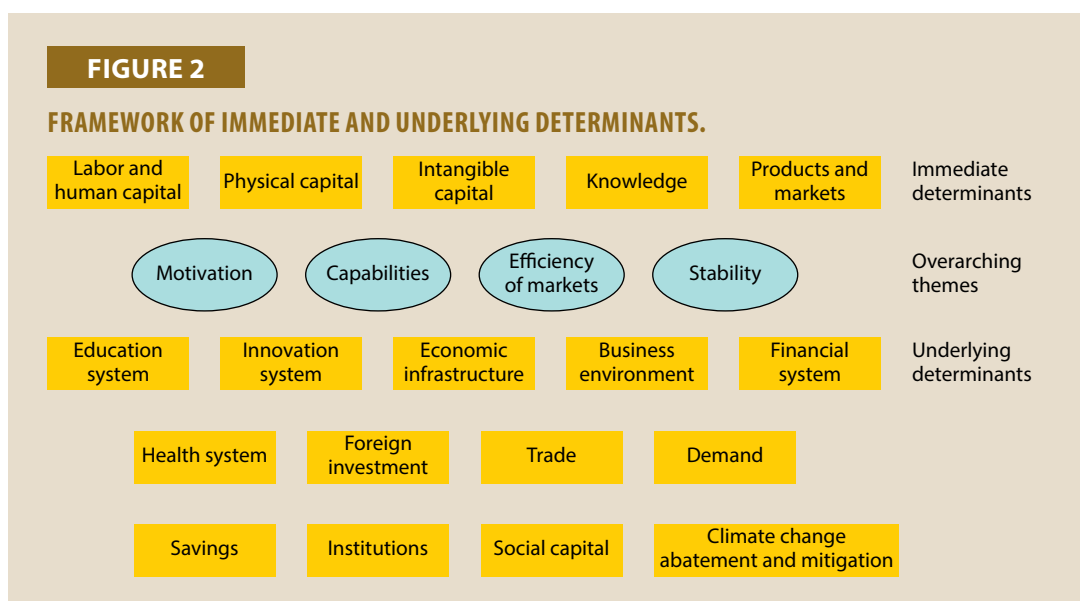 FIGURE 2
FRAMEWORK OF IMMEDIATE AND UNDERLYING DETERMINANTS.
Labor and
human capital
Physical capital
Intangible
capital
Knowledge
Products and
markets
Immediate
determinants
Motivation
Capabilities
Efficiency
of markets
Stability
Overarching
themes
Education
system
Innovation
system
Economic
infrastructure
Business
environment
Financial
system
Underlying
determinants
Health system
Foreign
investment
Trade
Demand
Savings
Institutions
Social capital
Climate change
abatement and mitigation